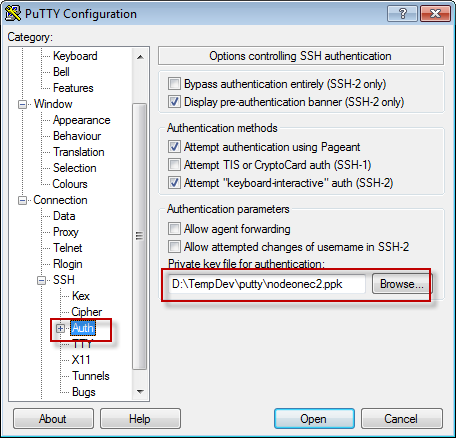 PuTTY Configuration
Category:
Keyboard
Bell
Features
Window
Appearance
Behaviour
Translation
Selection
Colours
Connection
Data
Proxy
Telnet
Rlogin
SSH
Kex
Cipher
Auth
TTY
X11
Tunnels
Bugs
Options controlling SSH authentication
Bypass authentication entirely (SSH-2 only)
Display pre-authentication banner (SSH-2 only)
Authentication methods
Attempt authentication using Pageant
Attempt TIS or CryptoCard auth (SSH-1)
Attempt "keyboard-interactive" auth (SSH-2)
Authentication parameters
Allow agent forwarding
Allow attempted changes of username in SSH-2
Private key file for authentication:
D:\TempDev\putty\nodeonec2.ppk Browse...
About Help Open Cancel